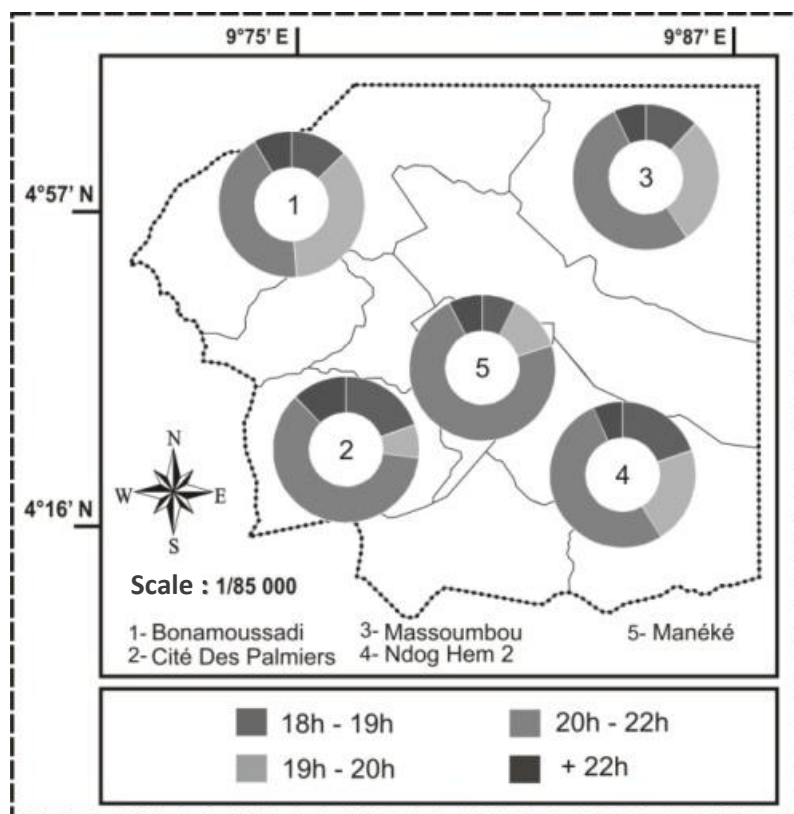 9°75’ E 9°87’ E
4°57’ N
1
3
5
2
4
N
W E
S
4°16’ N
Scale : 1/85 000
1- Bonamoussadi 3- Massoumbou 5- Manéké
2- Cité Des Palmiers 4- Ndog Hem 2
18h - 19h 20h - 22h
19h - 20h + 22h